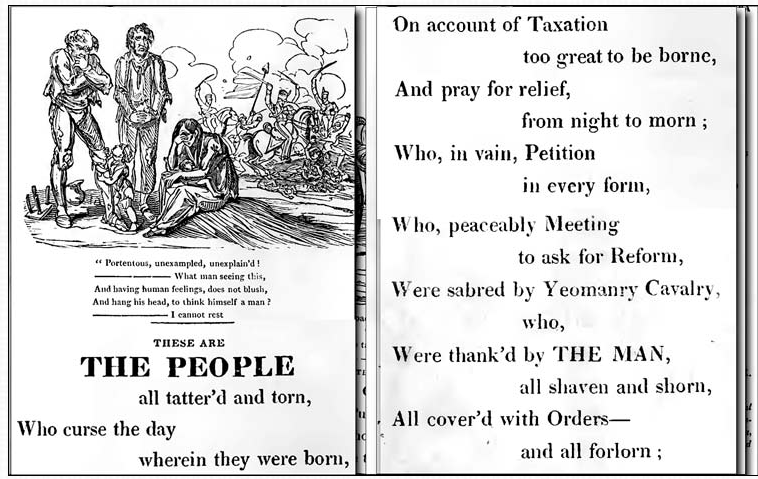 “ Portentous, unexampled, unexplain'd !
——————— What man seeing this,
And having human feelings, does not blush,
And hang his head, to think himself a man ?
——————— I cannot rest
THESE ARE
THE PEOPLE
all tatter'd and torn,
Who curse the day
wherein they were born,
On account of Taxation
too great to be borne,
And pray for relief,
from night to morn ;
Who, in vain, Petition
in every form,
Who, peaceably Meeting
to ask for Reform,
Were sabred by Yeomanry Cavalry,
who,
Were thank'd by THE MAN,
all shaven and shorn,
All cover'd with Orders—
and all forlorn ;